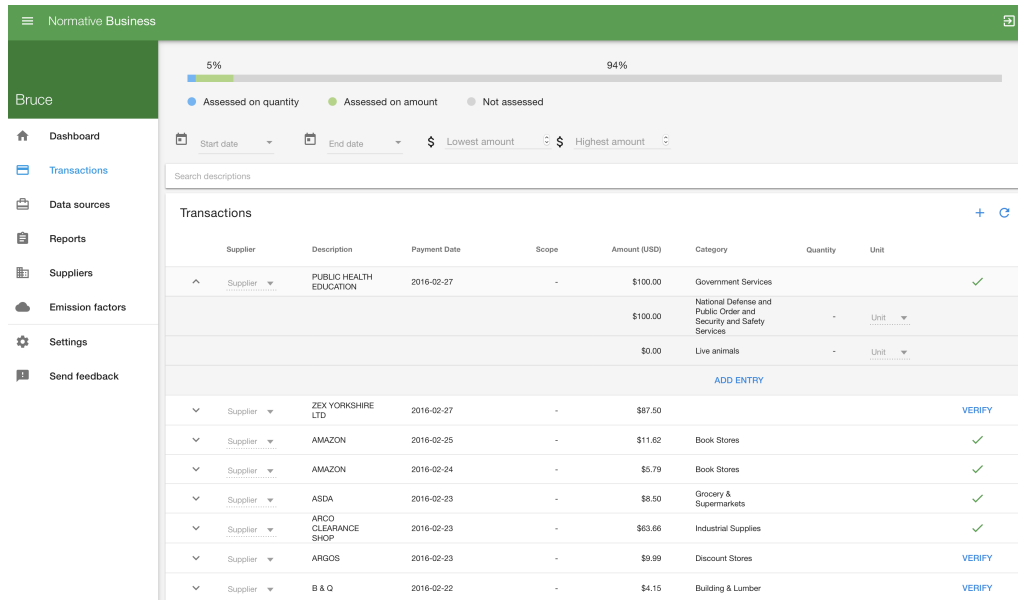 Normative Business
Bruce
Dashboard
Transactions
Data sources
Reports
Suppliers
Emission factors
Settings
Send feedback
5% 94%
Assessed on quantity Assessed on amount Not assessed
Start date End date $ Lowest amount $ Highest amount
Search descriptions
Transactions
Supplier Description Payment Date Scope Amount (USD) Category Quantity Unit
Supplier PUBLIC HEALTH EDUCATION 2016-02-27 - $100.00 Government Services
$100.00 National Defense and Public Order and Security and Safety Services - Unit
$0.00 Live animals - Unit
ADD ENTRY
Supplier ZEX YORKSHIRE LTD 2016-02-27 - $87.50 VERIFY
Supplier AMAZON 2016-02-25 - $11.62 Book Stores
Supplier AMAZON 2016-02-24 - $5.79 Book Stores
Supplier ASDA 2016-02-23 - $8.50 Grocery & Supermarkets
Supplier ARCO CLEARANCE SHOP 2016-02-23 - $63.66 Industrial Supplies
Supplier ARGOS 2016-02-23 - $9.99 Discount Stores VERIFY
Supplier B & Q 2016-02-22 - $4.15 Building & Lumber VERIFY